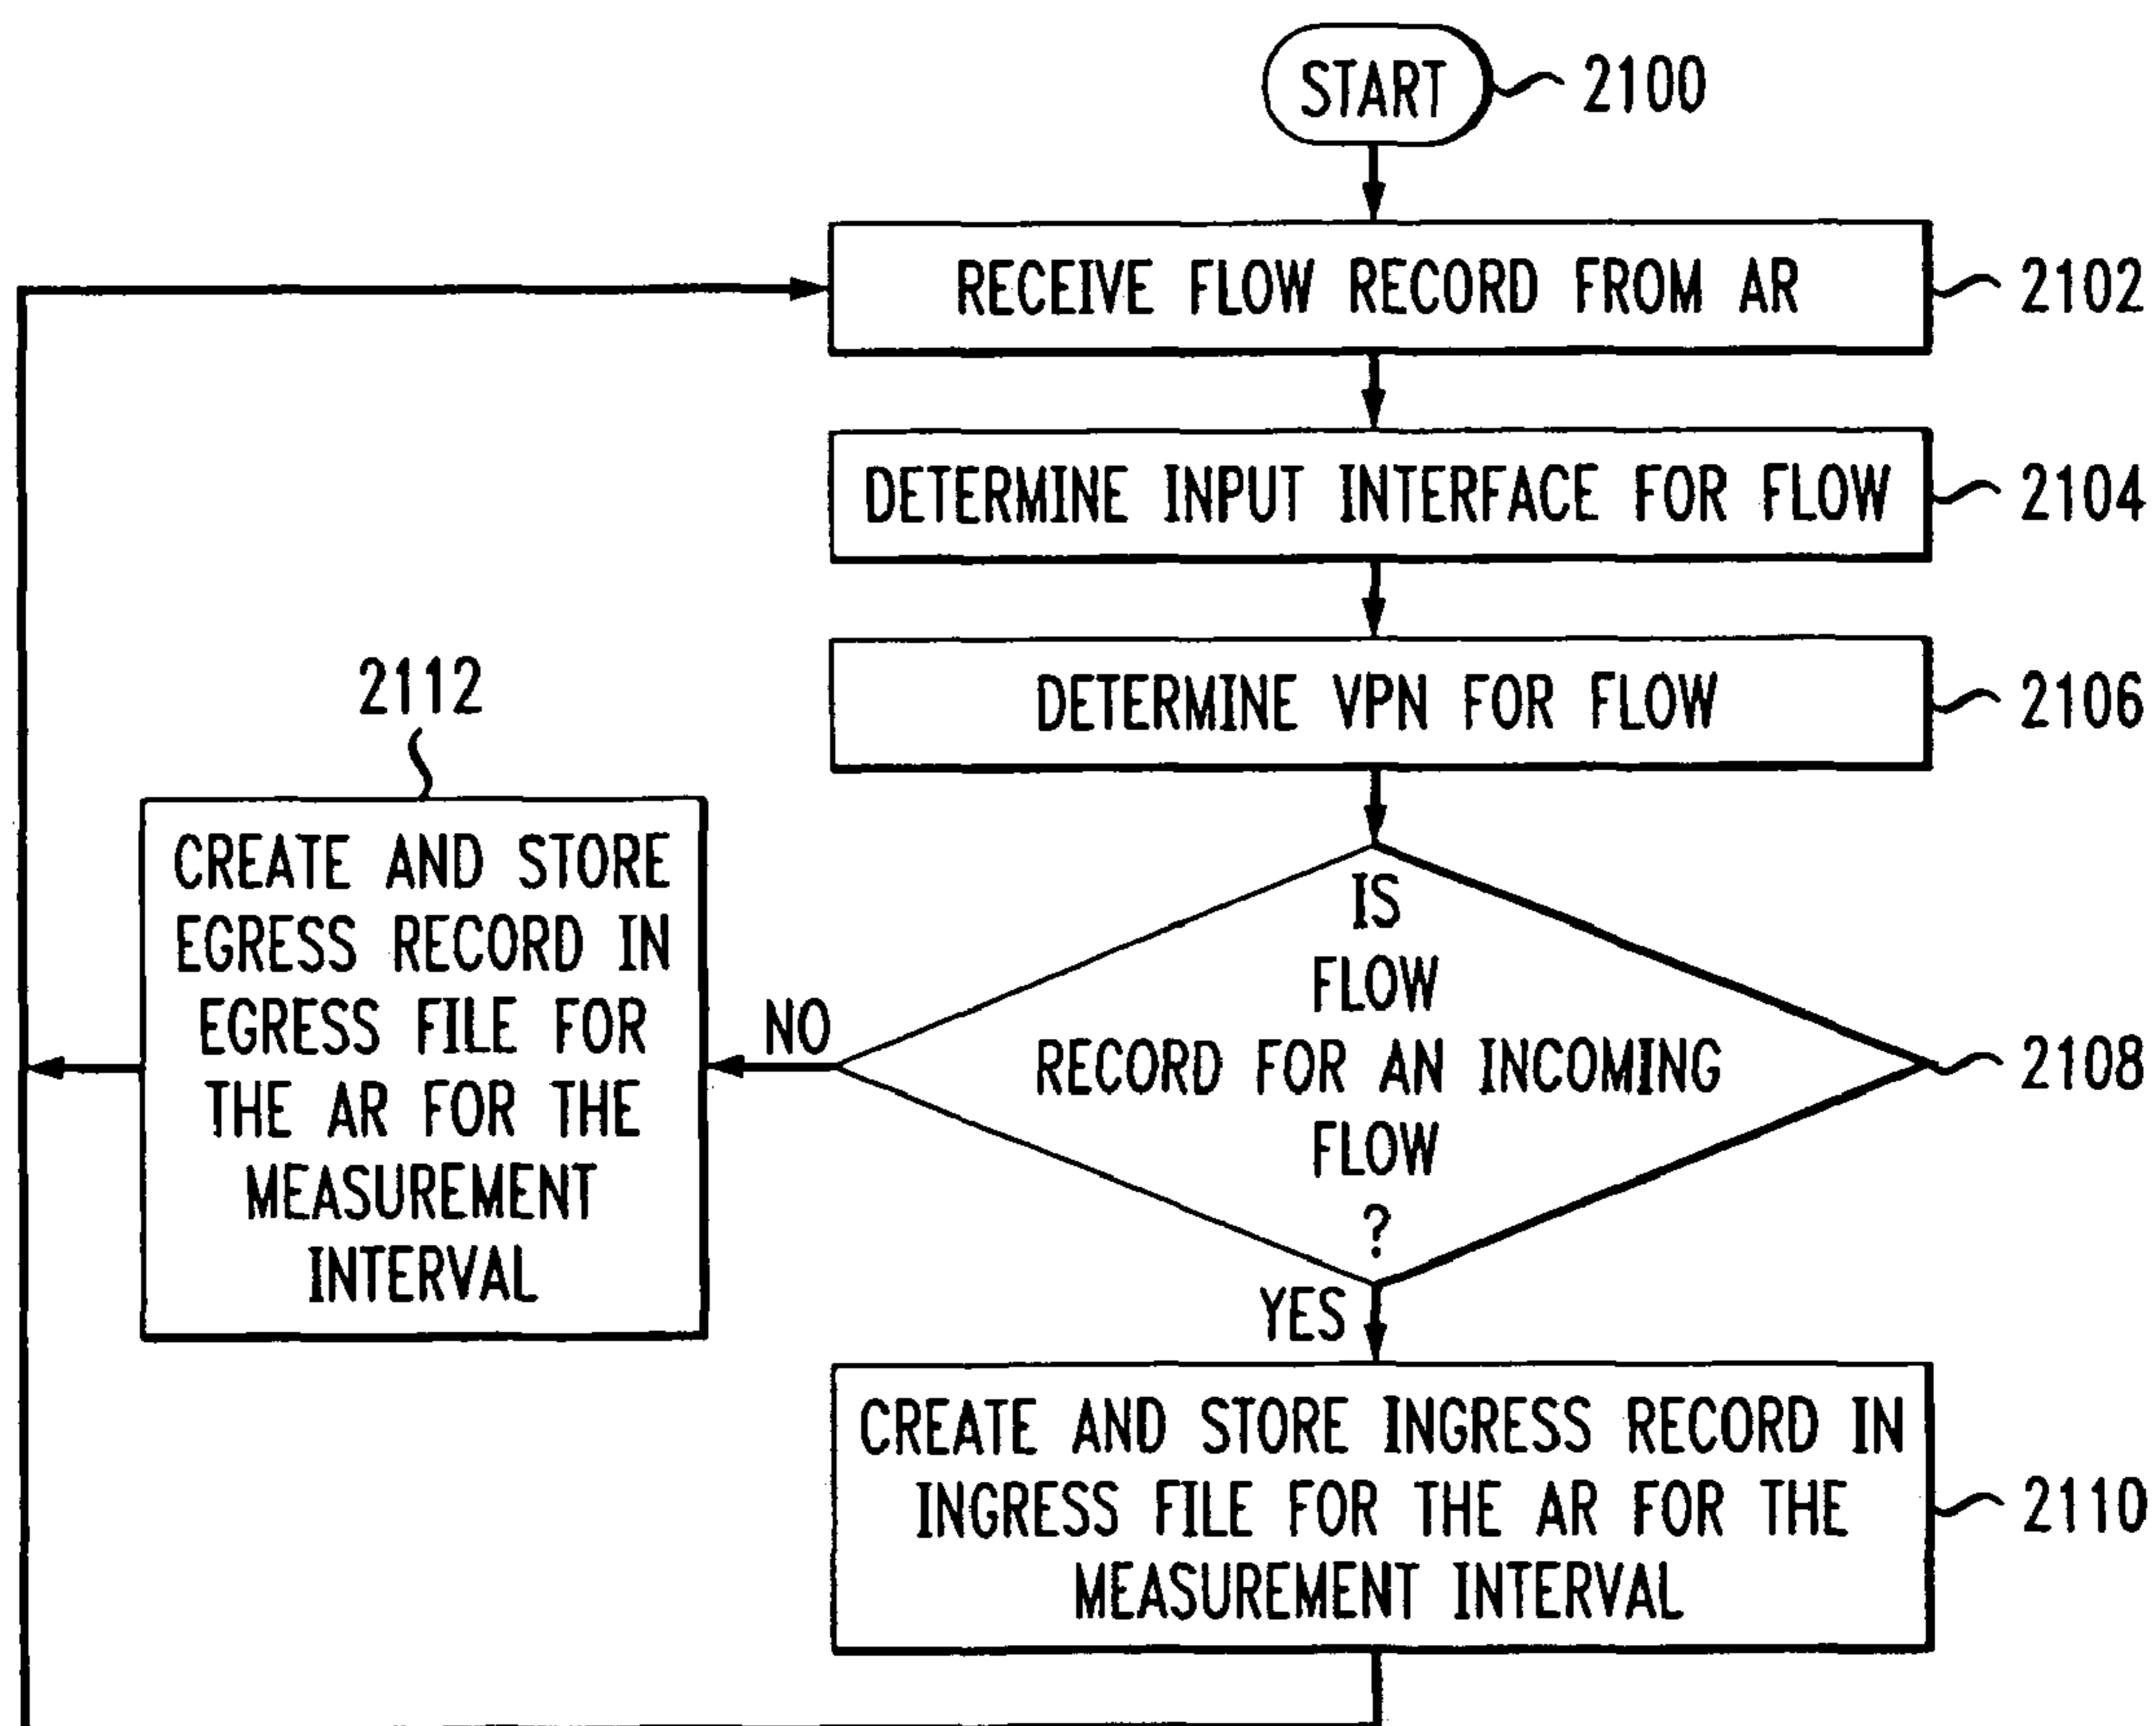 START
2100
RECEIVE FLOW RECORD FROM AR
2102
DETERMINE INPUT INTERFACE FOR FLOW
2104
DETERMINE VPN FOR FLOW
2106
2112
CREATE AND STORE
EGRESS RECORD IN
EGRESS FILE FOR
THE AR FOR THE
MEASUREMENT
INTERVAL
NO
IS
FLOW
RECORD FOR AN INCOMING
FLOW
?
2108
YES
CREATE AND STORE INGRESS RECORD IN
INGRESS FILE FOR THE AR FOR THE
MEASUREMENT INTERVAL
2110